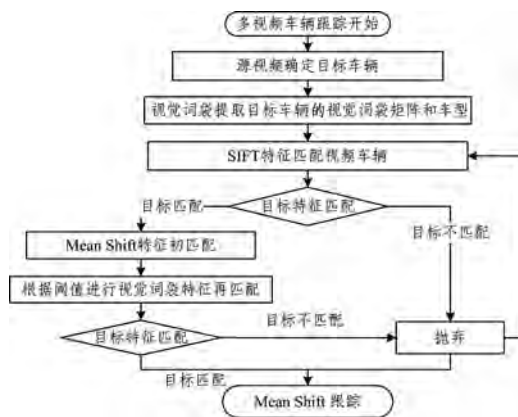 多视频车辆跟踪开始
源视频确定目标车辆
视觉词袋提取目标车辆的视觉词袋矩阵和车型
SIFT特征匹配视频车辆
目标特征匹配
目标匹配
目标不匹配
Mean Shift特征初匹配
根据阈值进行视觉词袋特征再匹配
目标特征匹配
目标不匹配
抛弃
目标匹配
Mean Shift 跟踪